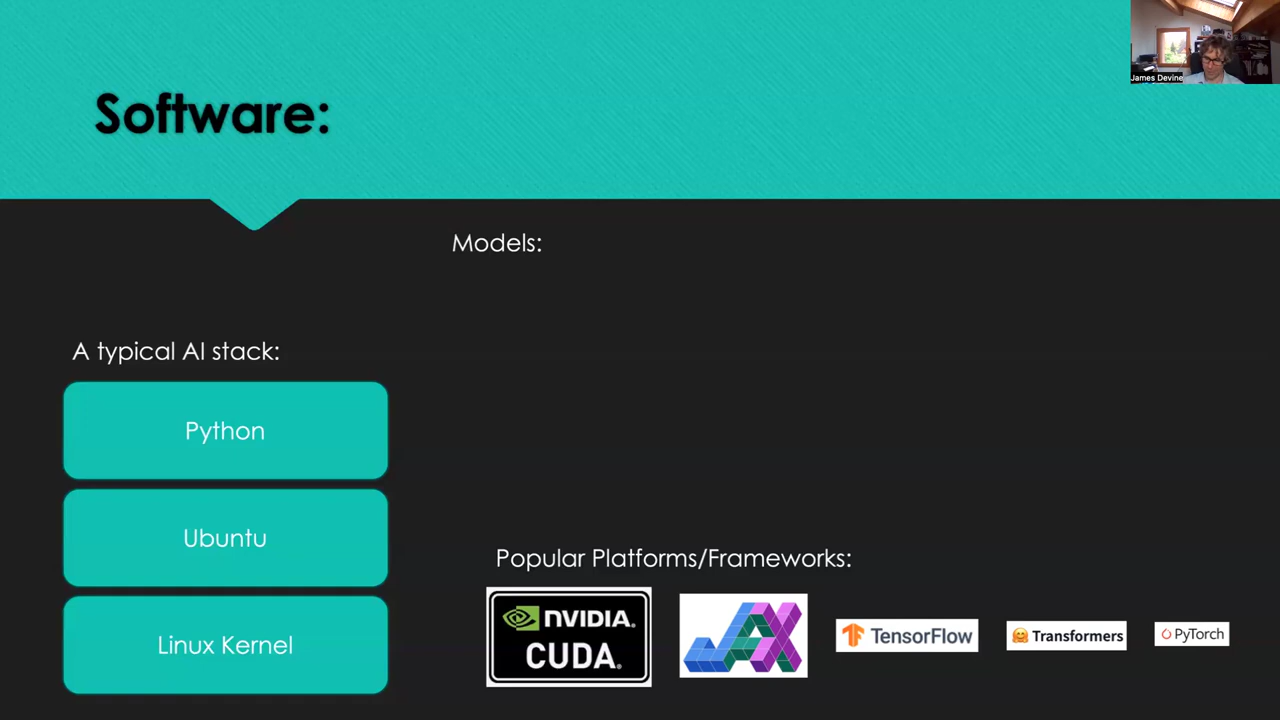 James Devine
Software:
Models:
A typical AI stack:
Python
Ubuntu
Linux Kernel
Popular Platforms/Frameworks:
NVIDIA.
CUDA.
JAX
TensorFlow
Transformers
PyTorch